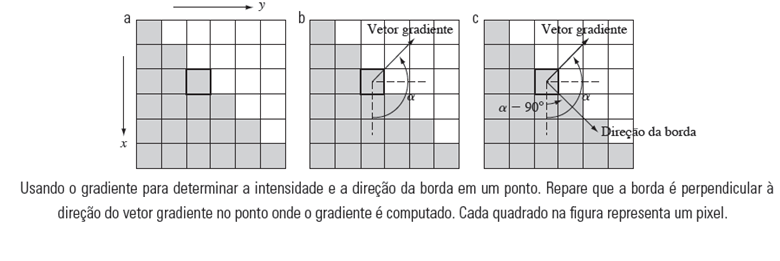 y
a
b
c
Vetor gradiente
Vetor gradiente
α
α
α − 90°
Direção da borda
x
Usando o gradiente para determinar a intensidade e a direção da borda em um ponto. Repare que a borda é perpendicular à
direção do vetor gradiente no ponto onde o gradiente é computado. Cada quadrado na figura representa um pixel.